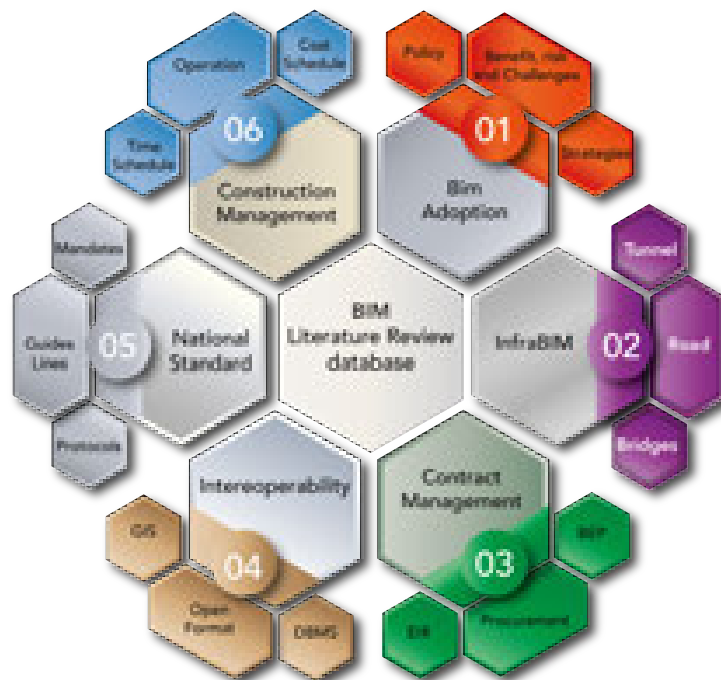 Operation
Cost
Schedule
Time
Schedule
06
Construction
Management
Policy
Benefit, risk
and Challenges
Strategies
01
Bim
Adoption
Mandates
Guides
Lines
Protocols
05
National
Standard
BIM
Literature Review
database
InfraBIM
02
Tunnel
Road
Bridges
Intereoperability
04
GIS
Open
Format
DBMS
Contract
Management
03
BEP
Procurement
EIR